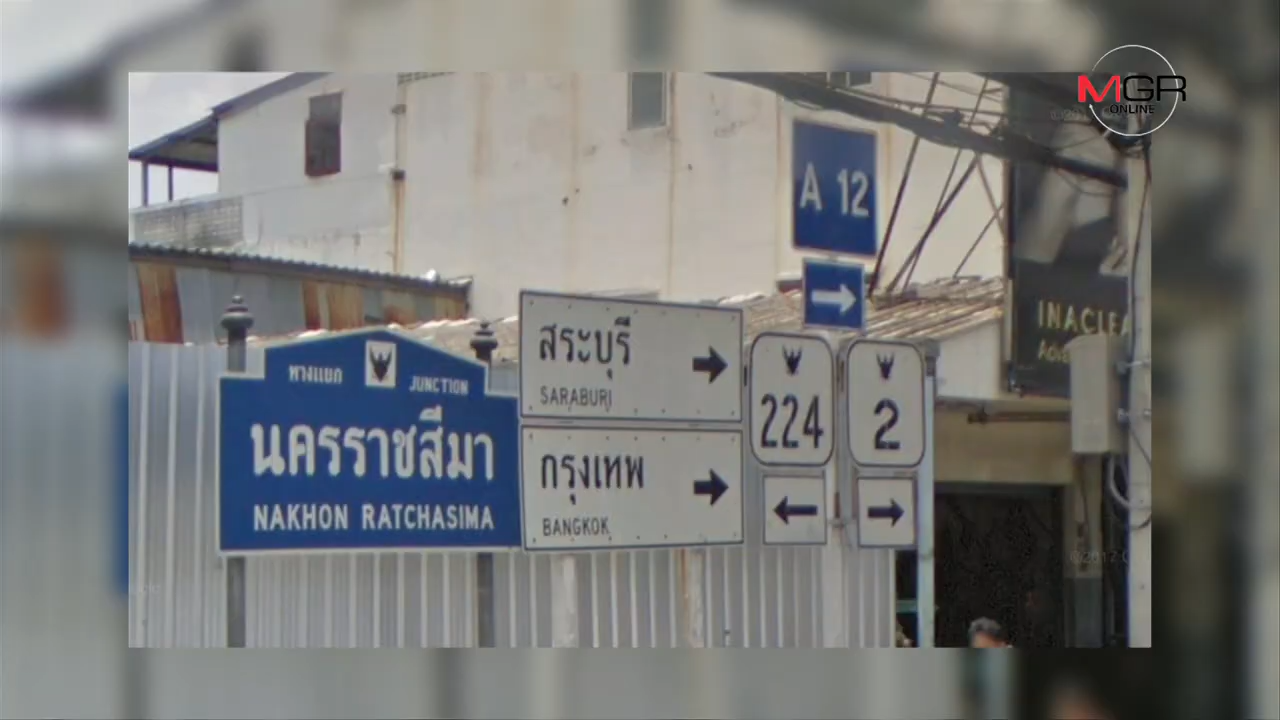 MGR
ONLINE
A 12
INACLEA
ทางแยก
JUNCTION
นครราชสีมา
NAKHON RATCHASIMA
สระบุรี
SARABURI
กรุงเทพ
BANGKOK
224
2